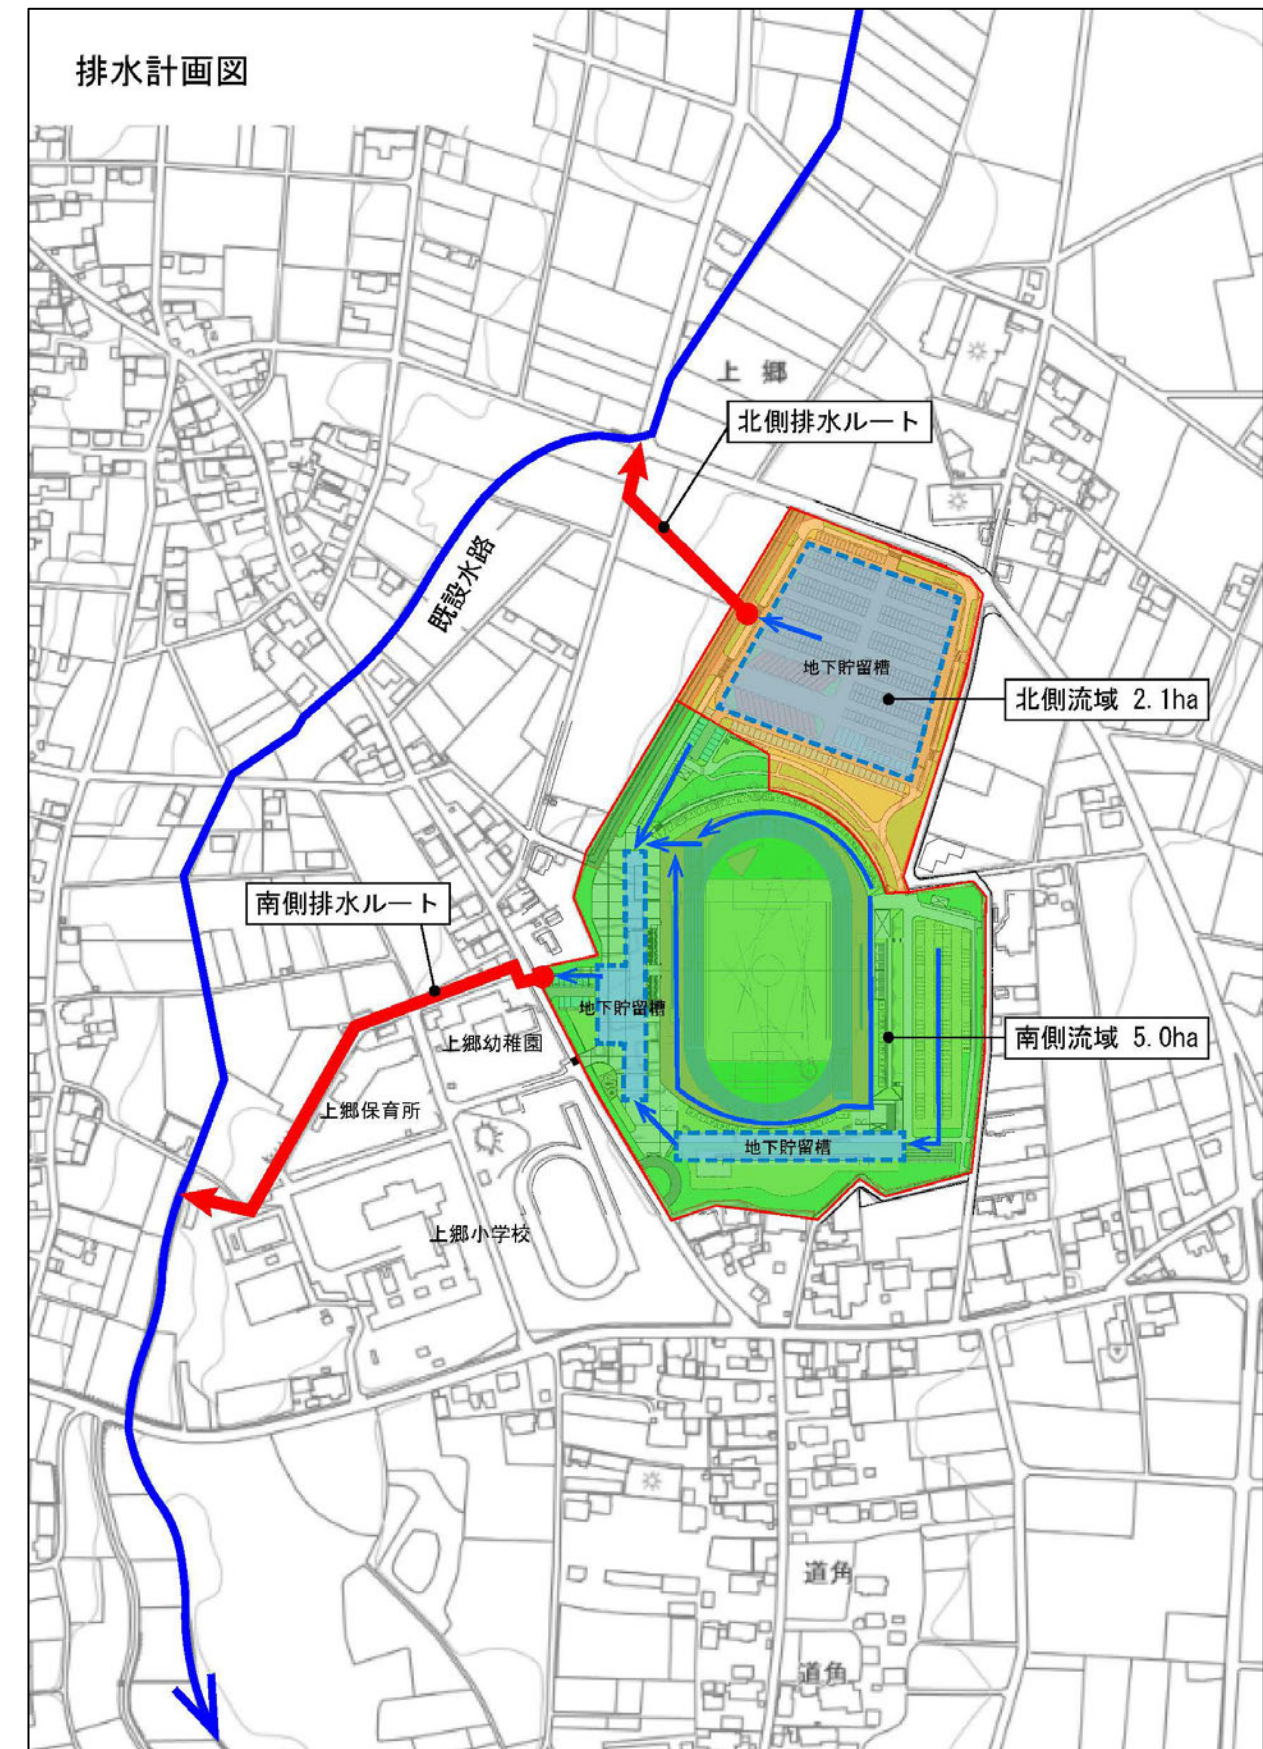 排水計画図
上 郷
北側排水ルート
既設水路
地下貯留槽
北側流域 2.1ha
南側排水ルート
地下貯留槽
上郷幼稚園
南側流域 5.0ha
上郷保育所
地下貯留槽
上郷小学校
道角
道角